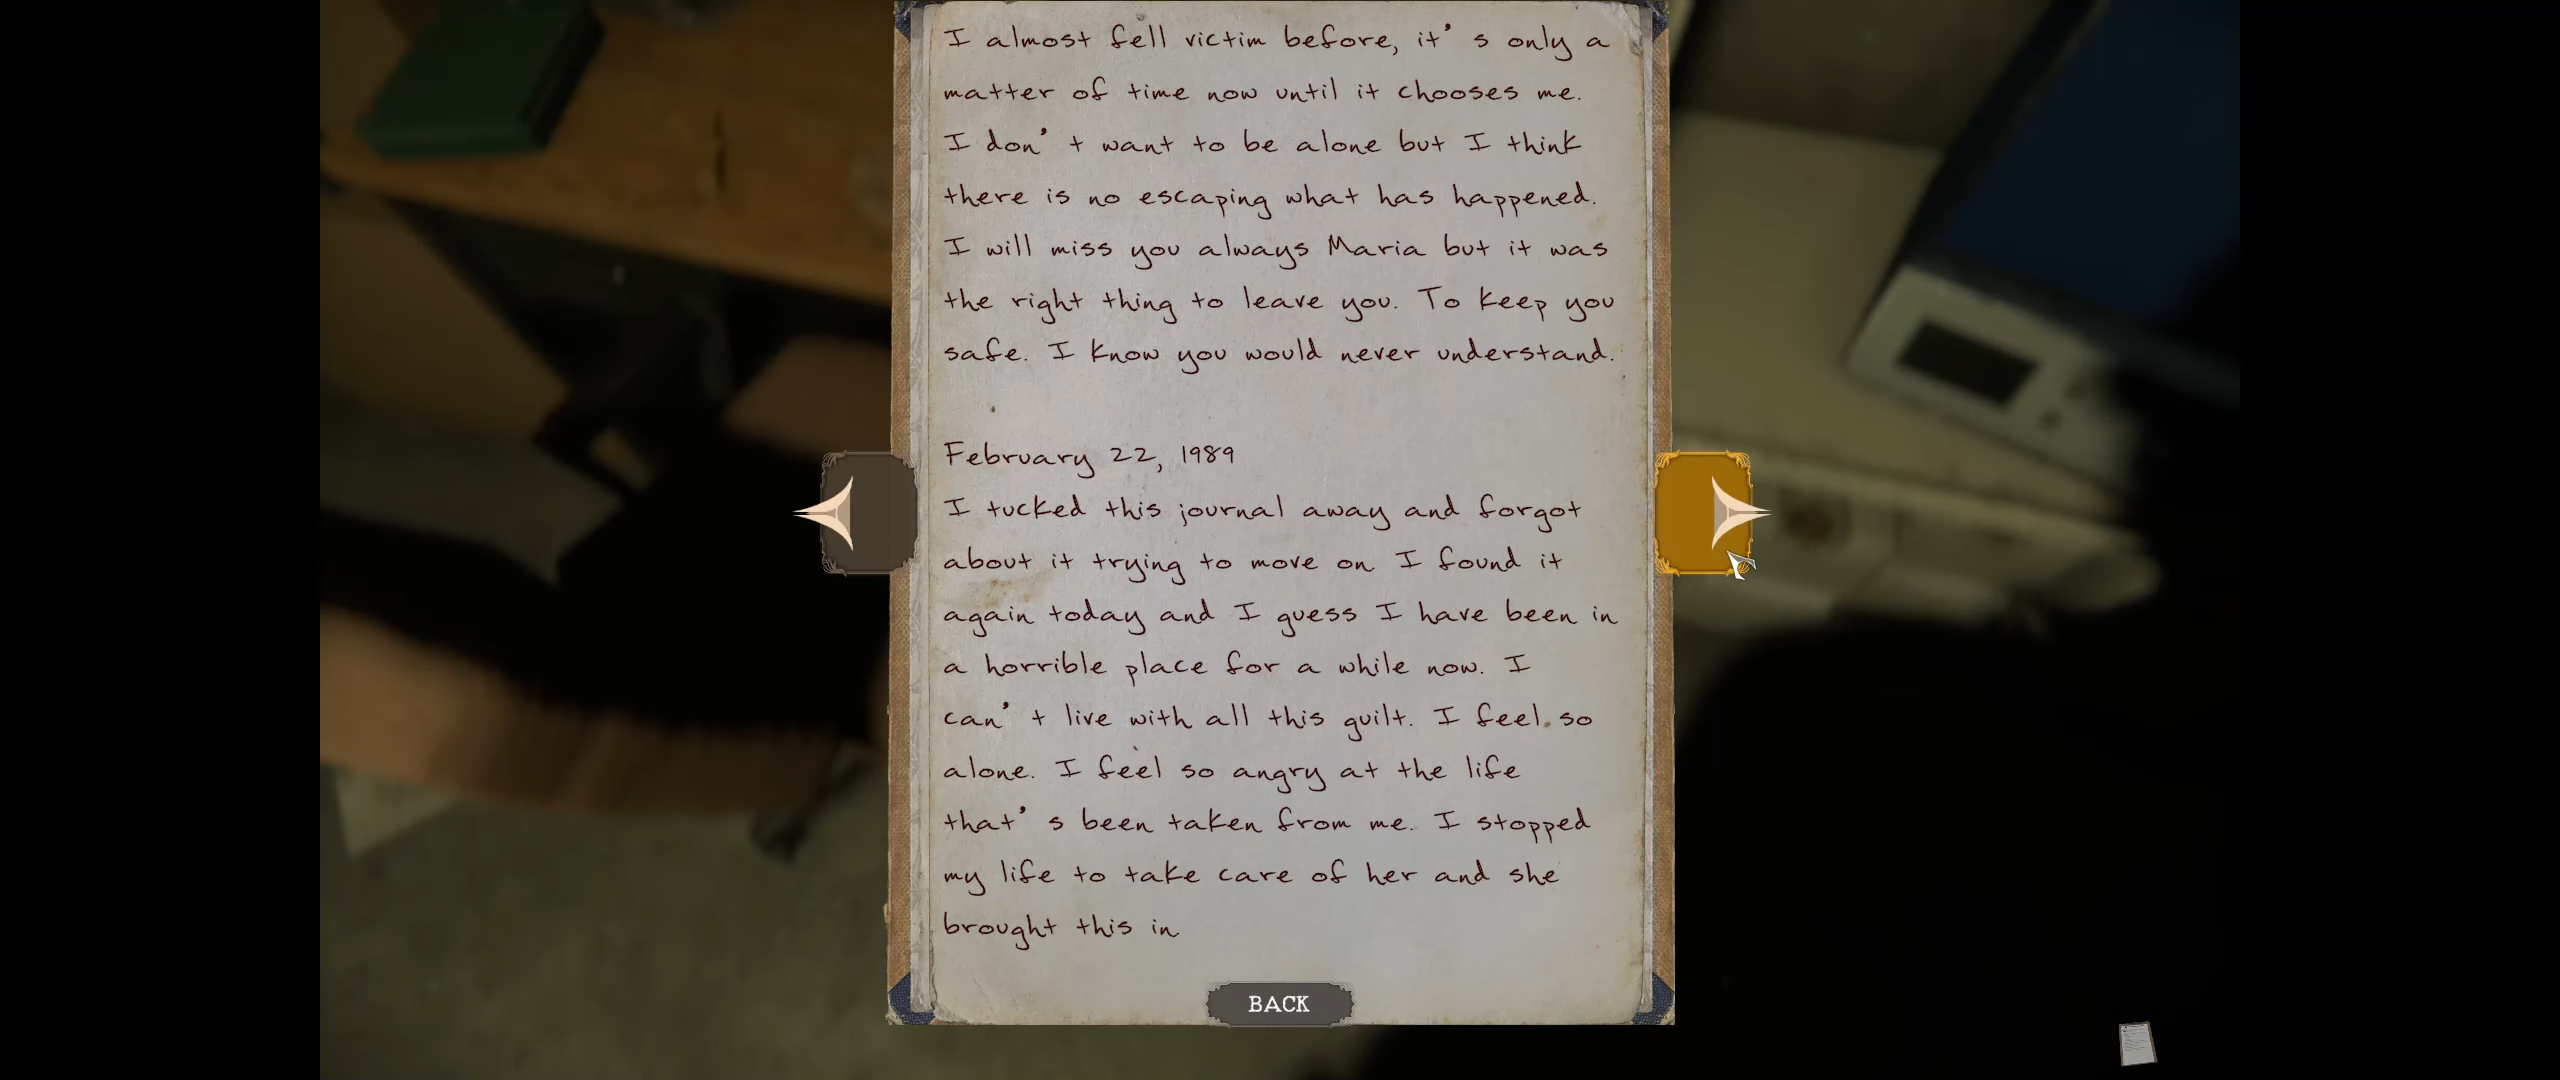 I almost fell victim before, it's only a
matter of time now until it chooses me.
I don't want to be alone but I think
there is no escaping what has happened.
I will miss you always Maria but it was
the right thing to leave you. To keep you
safe. I know you would never understand.
February 22, 1989
I tucked this journal away and forgot
about it trying to move on I found it
again today and I guess I have been in
a horrible place for a while now. I
can't live with all this guilt. I feel so
alone. I feel so angry at the life
that's been taken from me. I stopped
my life to take care of her and she
brought this in
BACK